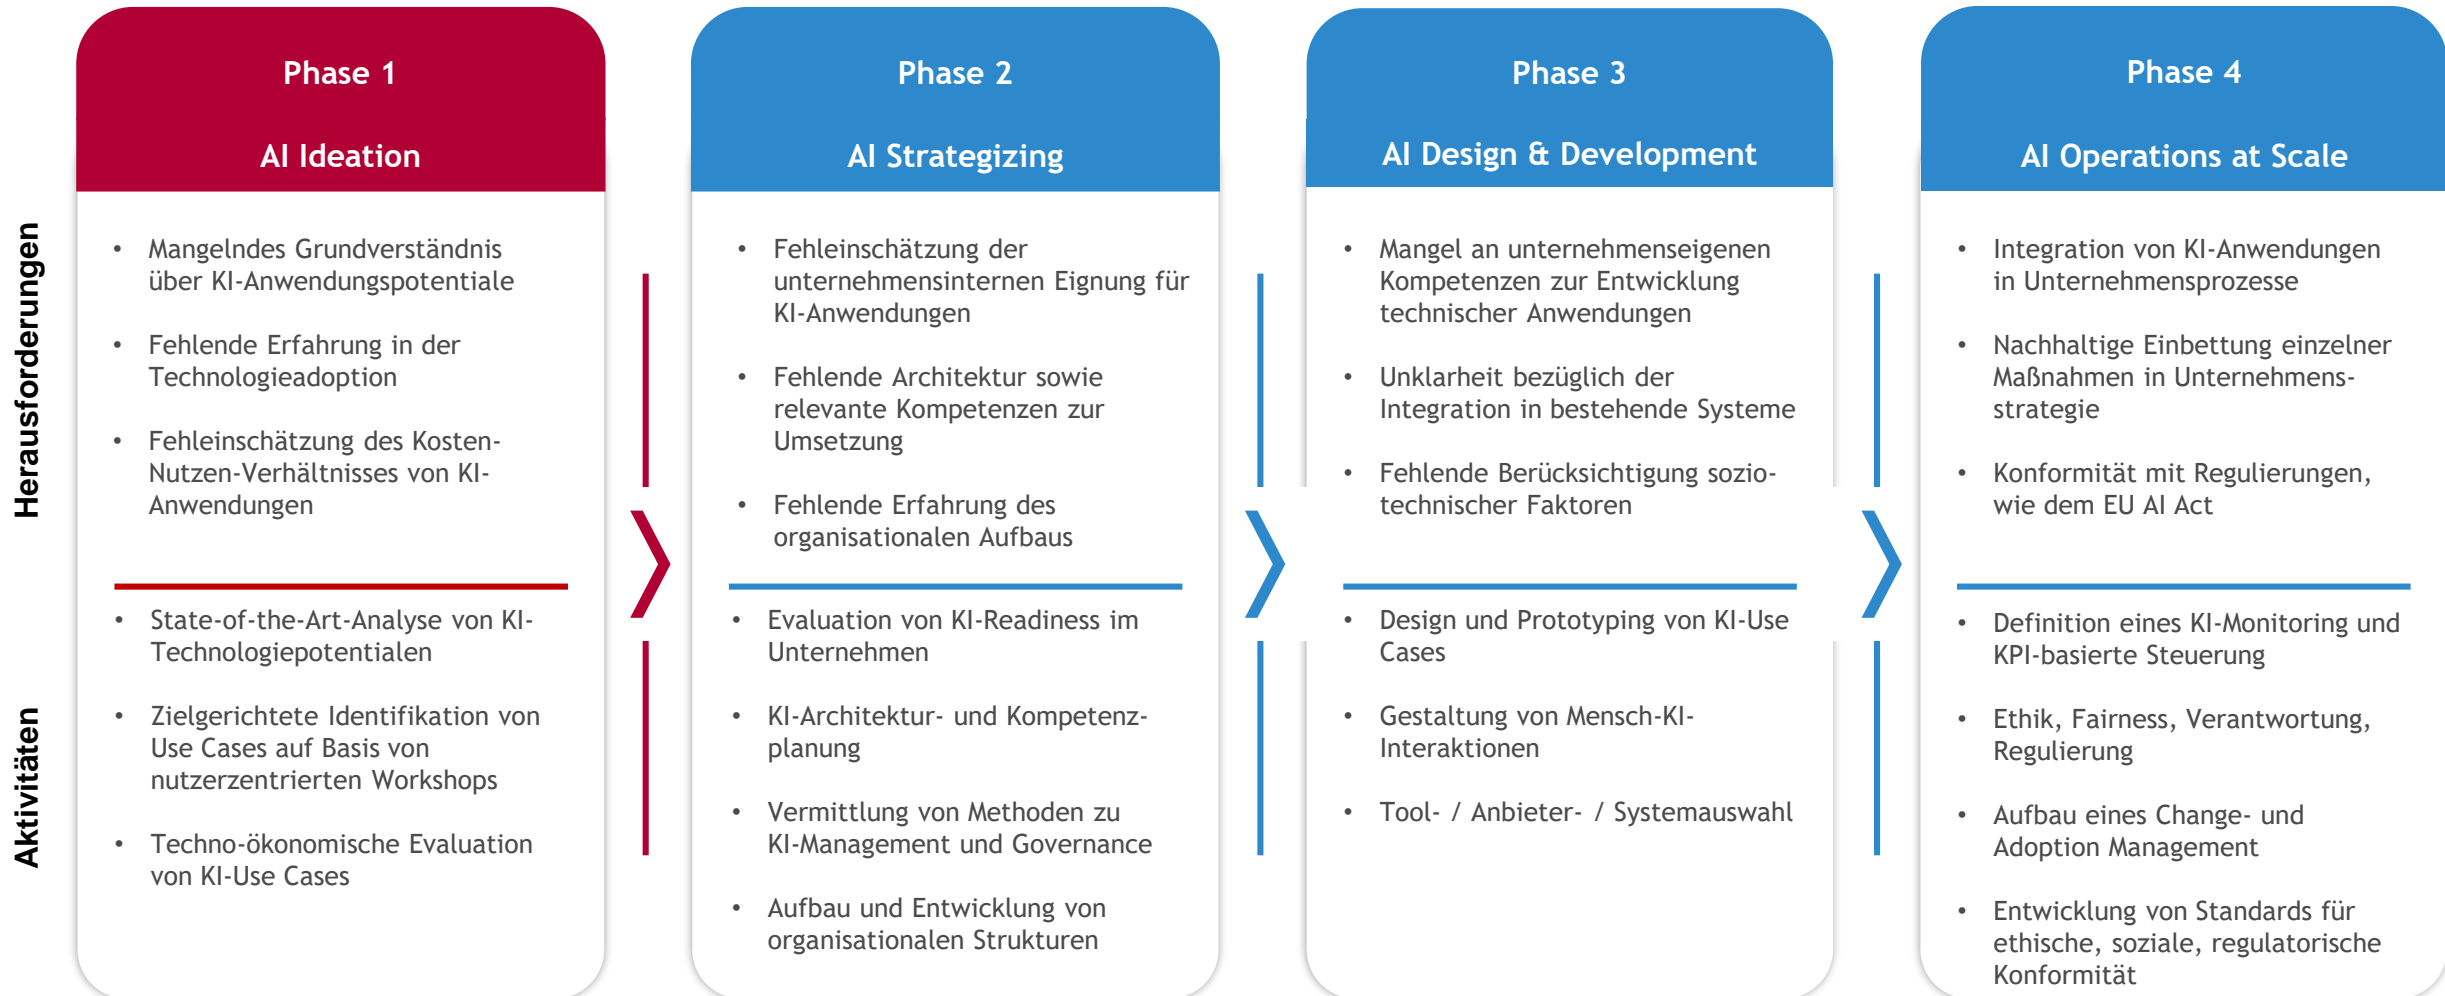 Herausforderungen
Aktivitäten
Phase 1
AI Ideation
• Mangelndes Grundverständnis
über KI-Anwendungspotentiale
• Fehlende Erfahrung in der
Technologieadoption
• Fehleinschätzung des Kosten-
Nutzen-Verhältnisses von KI-
Anwendungen
• State-of-the-Art-Analyse von KI-
Technologiepotentialen
• Zielgerichtete Identifikation von
Use Cases auf Basis von
nutzerzentrierten Workshops
• Techno-ökonomische Evaluation
von KI-Use Cases
Phase 2
AI Strategizing
• Fehleinschätzung der
unternehmensinternen Eignung für
KI-Anwendungen
• Fehlende Architektur sowie
relevante Kompetenzen zur
Umsetzung
• Fehlende Erfahrung des
organisationalen Aufbaus
• Evaluation von KI-Readiness im
Unternehmen
• KI-Architektur- und Kompetenz-
planung
• Vermittlung von Methoden zu
KI-Management und Governance
• Aufbau und Entwicklung von
organisationalen Strukturen
Phase 3
AI Design & Development
• Mangel an unternehmenseigenen
Kompetenzen zur Entwicklung
technischer Anwendungen
• Unklarheit bezüglich der
Integration in bestehende Systeme
• Fehlende Berücksichtigung sozio-
technischer Faktoren
• Design und Prototyping von KI-Use
Cases
• Gestaltung von Mensch-KI-
Interaktionen
• Tool- / Anbieter- / Systemauswahl
Phase 4
AI Operations at Scale
• Integration von KI-Anwendungen
in Unternehmensprozesse
• Nachhaltige Einbettung einzelner
Maßnahmen in Unternehmens-
strategie
• Konformität mit Regulierungen,
wie dem EU AI Act
• Definition eines KI-Monitoring und
KPI-basierte Steuerung
• Ethik, Fairness, Verantwortung,
Regulierung
• Aufbau eines Change- und
Adoption Management
• Entwicklung von Standards für
ethische, soziale, regulatorische
Konformität